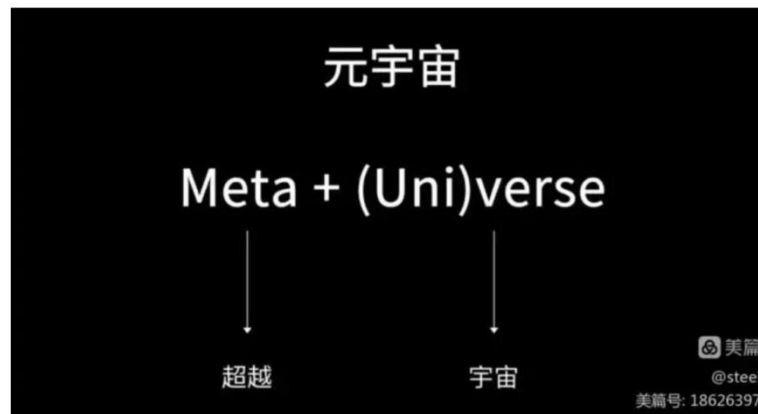 元宇宙
Meta + (Uni)verse
超越 宇宙
美篇
@stee
美篇号: 18626397